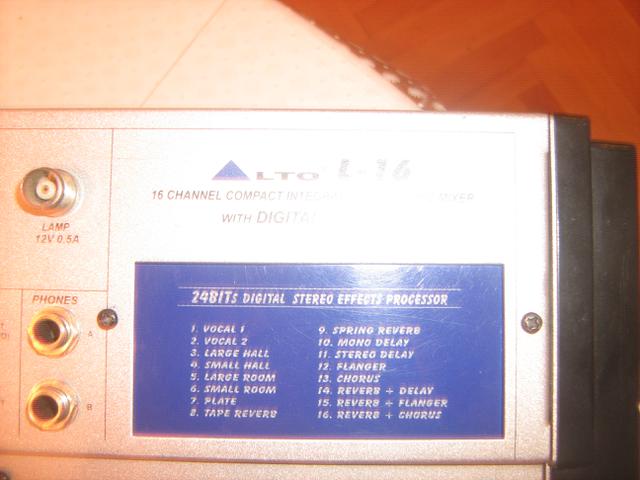 ALTO L-16
16 CHANNEL COMPACT MIXER
WITH DIGITAL
LAMP
12V 0.5A
PHONES
A
B
24BITS DIGITAL STEREO EFFECTS PROCESSOR
1. VOCAL 1
2. VOCAL 2
3. LARGE HALL
4. SMALL HALL
5. LARGE ROOM
6. SMALL ROOM
7. PLATE
8. TAPE REVERB
9. SPRING REVERB
10. MONO DELAY
11. STEREO DELAY
12. FLANGER
13. CHORUS
14. REVERB + DELAY
15. REVERB + FLANGER
16. REVERB + CHORUS